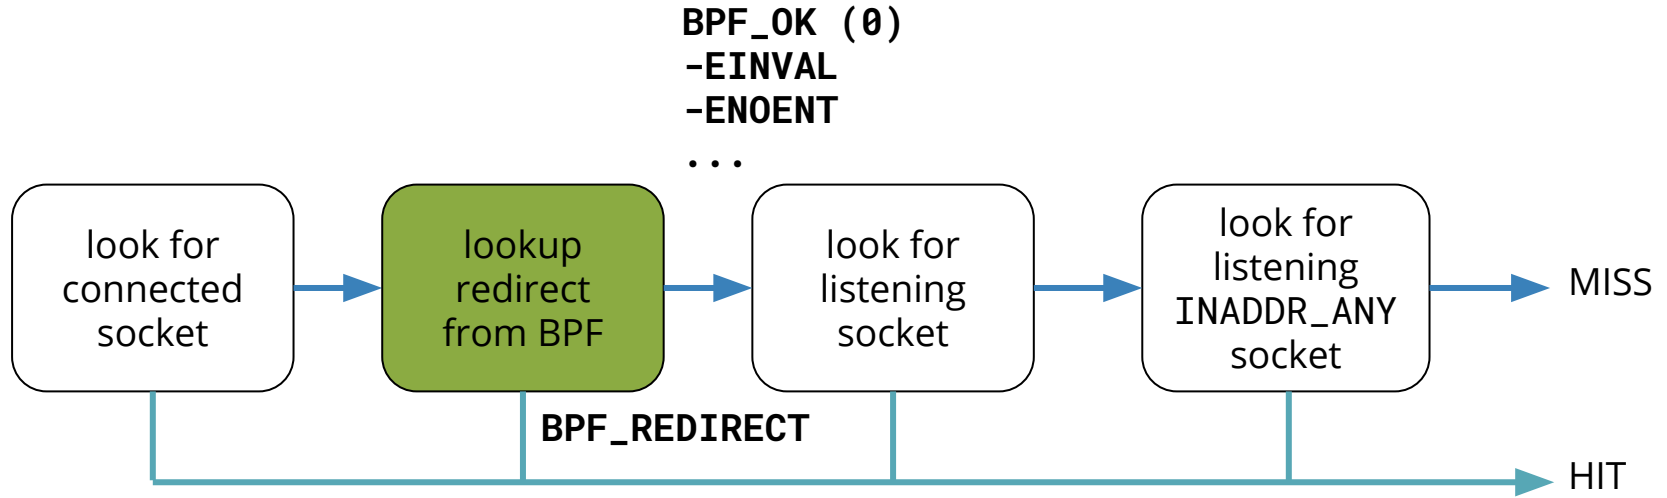 BPF_OK (0)
-EINVAL
-ENOENT
...
look for
connected
socket
lookup
redirect
from BPF
look for
listening
socket
look for
listening
INADDR_ANY
socket
MISS
BPF_REDIRECT
HIT